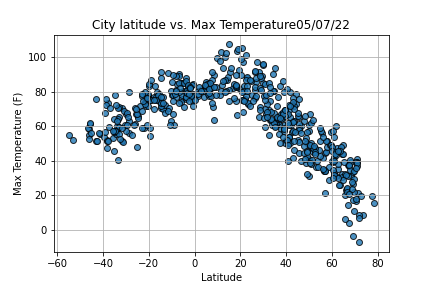 City latitude vs. Max Temperature05/07/22
Max Temperature (F)
100
80
60
40
20
0
−60 −40 −20 0 20 40 60 80
Latitude